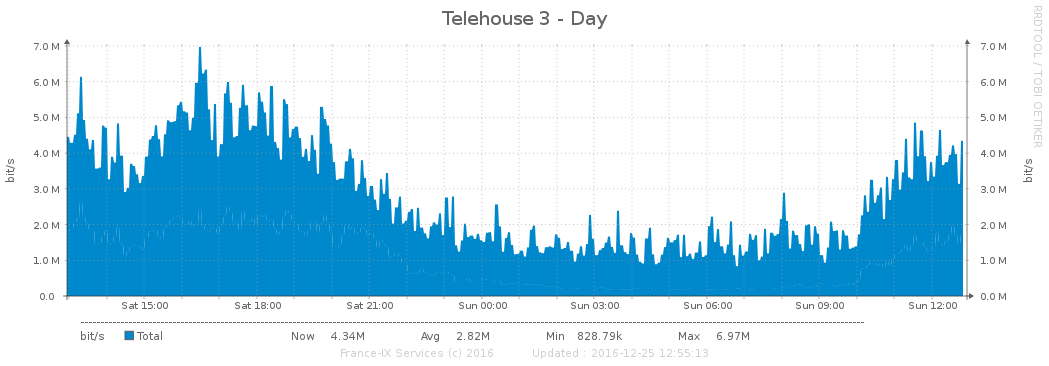 Telehouse 3 - Day
RRDTOOL / TOBI OETIKER
7.0 M 7.0 M
6.0 M 6.0 M
5.0 M 5.0 M
4.0 M 4.0 M
3.0 M 3.0 M
2.0 M 2.0 M
1.0 M 1.0 M
0.0 0.0 M
bit/s
bit/s
Sat 15:00 Sat 18:00 Sat 21:00 Sun 00:00 Sun 03:00 Sun 06:00 Sun 09:00 Sun 12:00
bit/s Total Now 4.34M Avg 2.82M Min 828.79k Max 6.97M
France-IX Services (c) 2016 Updated : 2016-12-25 12:55:13